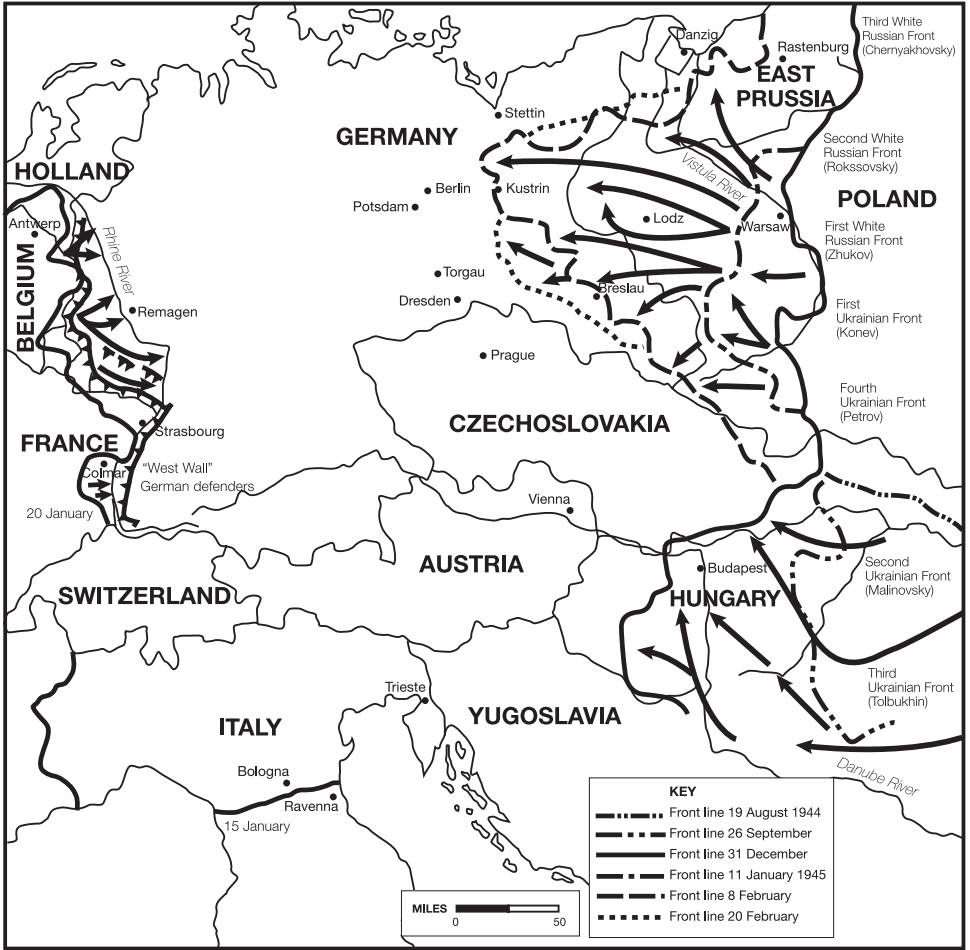 Third White
Russian Front
(Chernyakhovsky)
Danzig
Rastenburg
EAST
PRUSSIA
Stettin
GERMANY
Second White
Russian Front
(Rokssovsky)
Vistula River
HOLLAND
Berlin
Kustrin
POLAND
Potsdam
Antwerp
Lodz
Warsaw
First White
Russian Front
(Zhukov)
Rhine River
BELGIUM
Torgau
Breslau
Dresden
Remagen
First
Ukrainian Front
(Konev)
Prague
Fourth
Ukrainian Front
(Petrov)
CZECHOSLOVAKIA
Strasbourg
FRANCE
Colmar
"West Wall"
German defenders
20 January
Vienna
AUSTRIA
Budapest
Second
Ukrainian Front
(Malinovsky)
SWITZERLAND
HUNGARY
Third
Ukrainian Front
(Tolbukhin)
Trieste
YUGOSLAVIA
ITALY
Bologna
Ravenna
15 January
Danube River
KEY
Front line 19 August 1944
Front line 26 September
Front line 31 December
Front line 11 January 1945
Front line 8 February
Front line 20 February
MILES
0
50